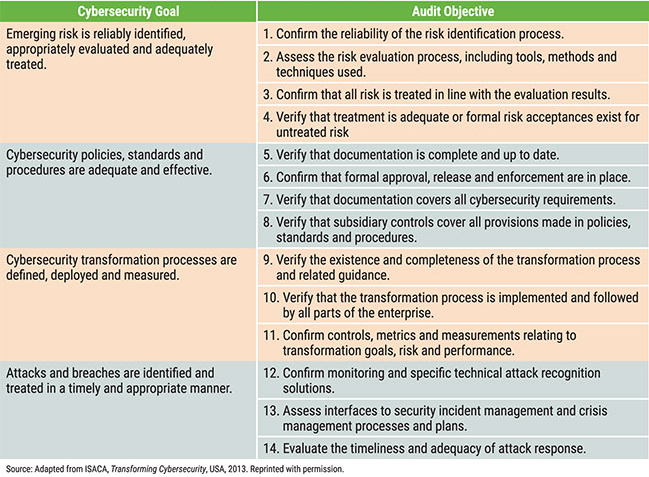 Cybersecurity Goal
Audit Objective
Emerging risk is reliably identified,
appropriately evaluated and adequately
treated.
1. Confirm the reliability of the risk identification process.
2. Assess the risk evaluation process, including tools, methods and
techniques used.
3. Confirm that all risk is treated in line with the evaluation results.
4. Verify that treatment is adequate or formal risk acceptances exist for
untreated risk
Cybersecurity policies, standards and
procedures are adequate and effective.
5. Verify that documentation is complete and up to date.
6. Confirm that formal approval, release and enforcement are in place.
7. Verify that documentation covers all cybersecurity requirements.
8. Verify that subsidiary controls cover all provisions made in policies,
standards and procedures.
Cybersecurity transformation processes are
defined, deployed and measured.
9. Verify the existence and completeness of the transformation process
and related guidance.
10. Verify that the transformation process is implemented and followed
by all parts of the enterprise.
11. Confirm controls, metrics and measurements relating to
transformation goals, risk and performance.
Attacks and breaches are identified and
treated in a timely and appropriate manner.
12. Confirm monitoring and specific technical attack recognition
solutions.
13. Assess interfaces to security incident management and crisis
management processes and plans.
14. Evaluate the timeliness and adequacy of attack response.
Source: Adapted from ISACA, Transforming Cybersecurity, USA, 2013. Reprinted with permission.